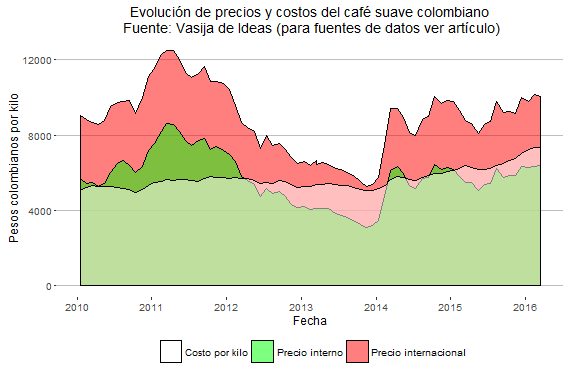 Evolución de precios y costos del café suave colombiano
Fuente: Vasija de Ideas (para fuentes de datos ver artículo)
Pesos colombianos por kilo
12000
8000
4000
0
2010 2011 2012 2013 2014 2015 2016
Fecha
Costo por kilo Precio interno Precio internacional